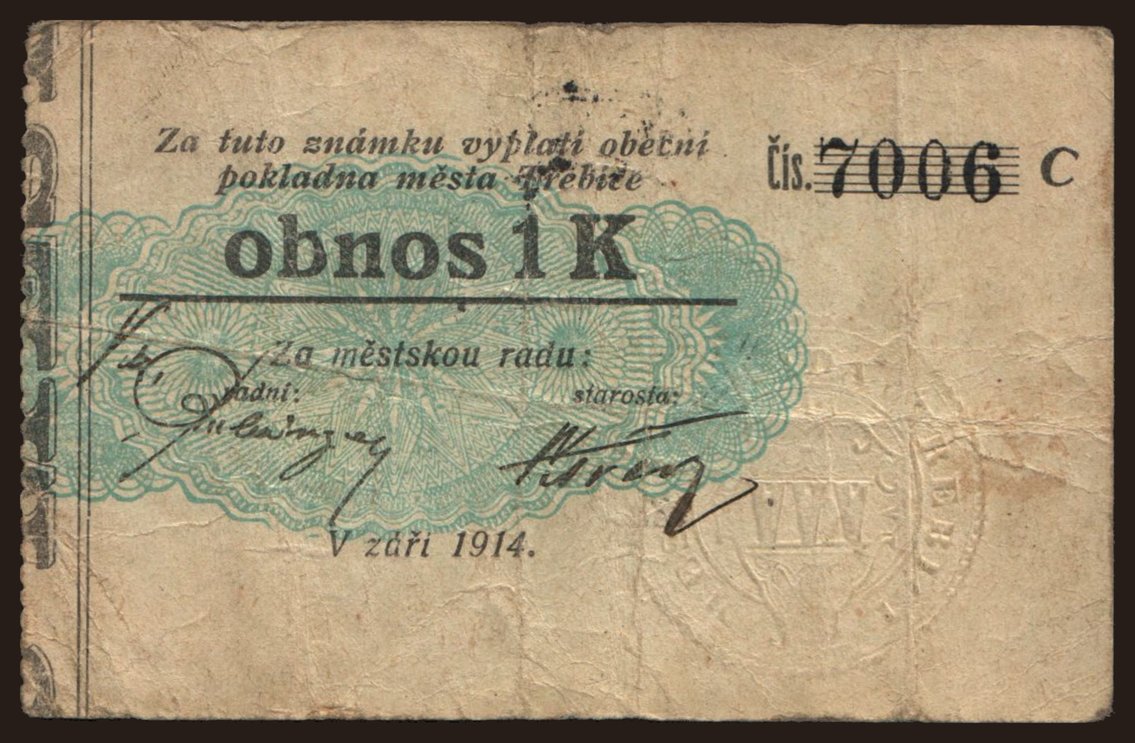 Za tuto známku vyplatí obecní
pokladna města Třebíče
Čís. 7006 C
obnos 1 K
Za městskou radu:
radní: starosta:
V září 1914.